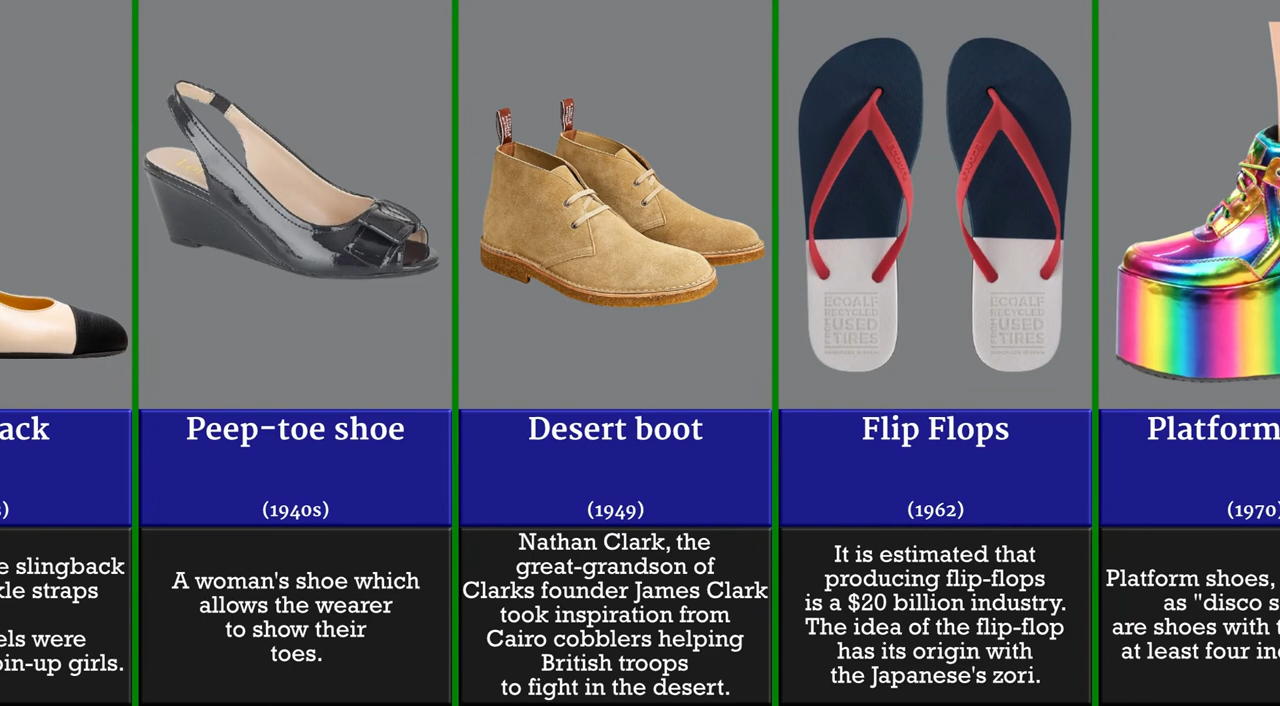 ECOALF
RECYCLED
FROM
USED
TIRES
ECOALF
RECYCLED
FROM
USED
TIRES
ack
Peep-toe shoe
(1940s)
A woman's shoe which
allows the wearer
to show their
toes.
Desert boot
(1949)
Nathan Clark, the
great-grandson of
Clarks founder James Clark
took inspiration from
Cairo cobblers helping
British troops
to fight in the desert.
Flip Flops
(1962)
It is estimated that
producing flip-flops
is a $20 billion industry.
The idea of the flip-flop
has its origin with
the Japanese's zori.
Platform
(1970
Platform shoes,
as "disco s
are shoes with t
at least four in
)
e slingback
kle straps
els were
pin-up girls.